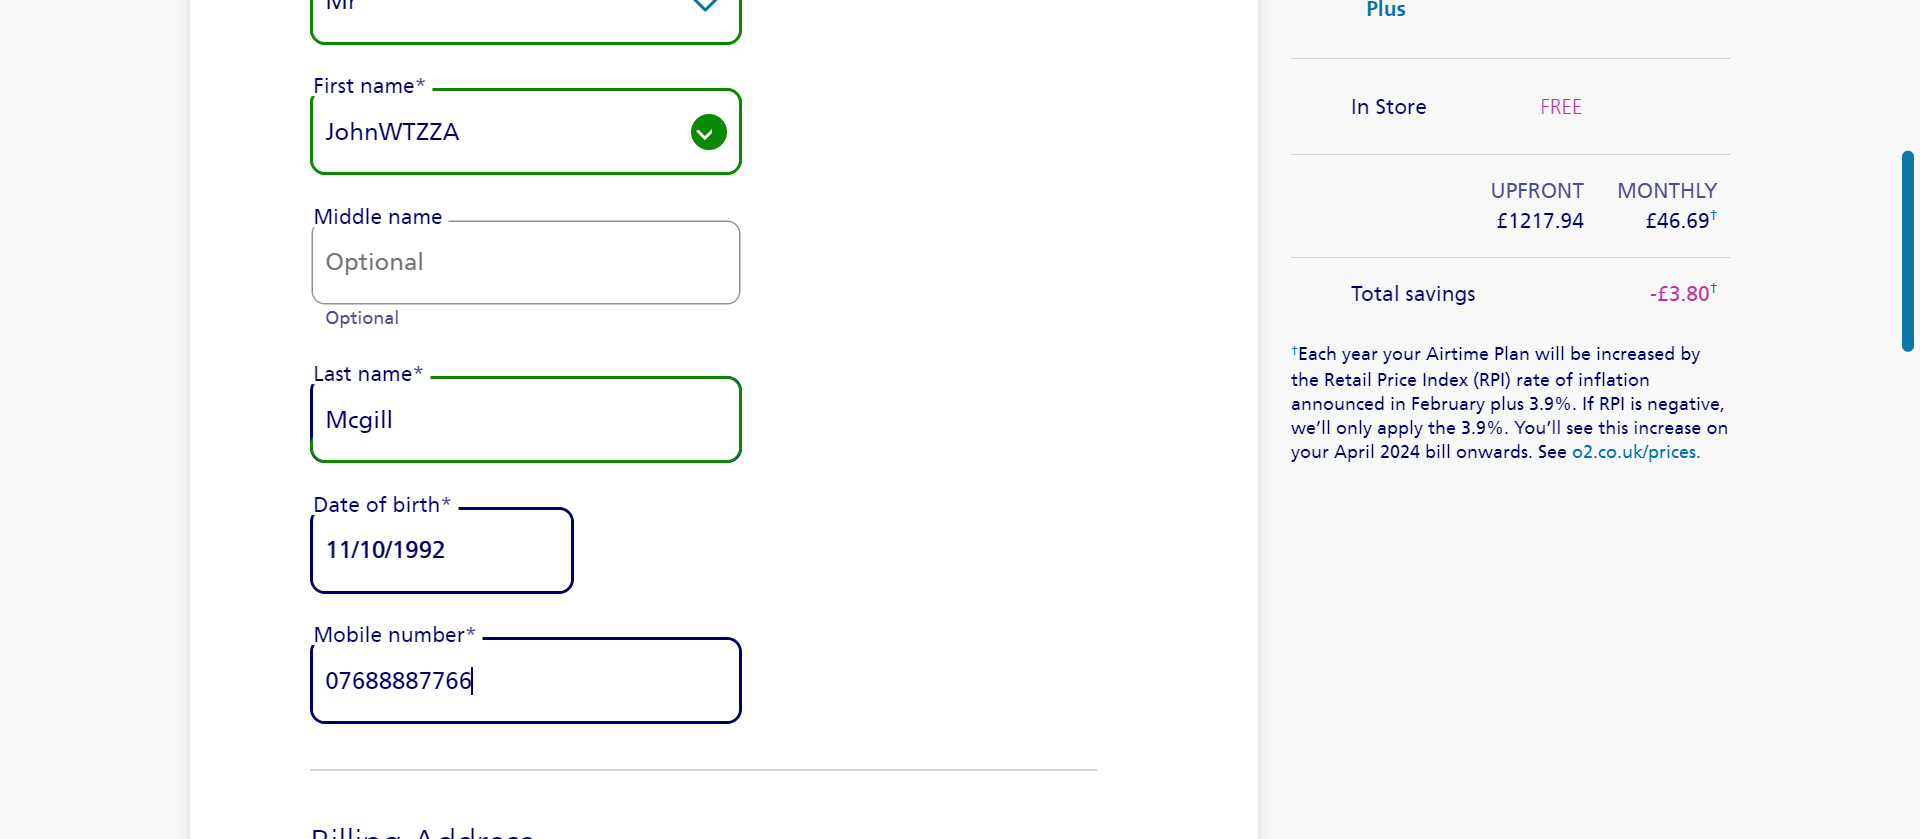 Mr
First name*
JohnWTZZA
Middle name
Optional
Optional
Last name*
Mcgill
Date of birth*
11/10/1992
Mobile number*
07688887766
Billing Address
Plus
In Store FREE
UPFRONT MONTHLY
£1217.94 £46.69†
Total savings -£3.80†
†Each year your Airtime Plan will be increased by
the Retail Price Index (RPI) rate of inflation
announced in February plus 3.9%. If RPI is negative,
we’ll only apply the 3.9%. You’ll see this increase on
your April 2024 bill onwards. See o2.co.uk/prices.